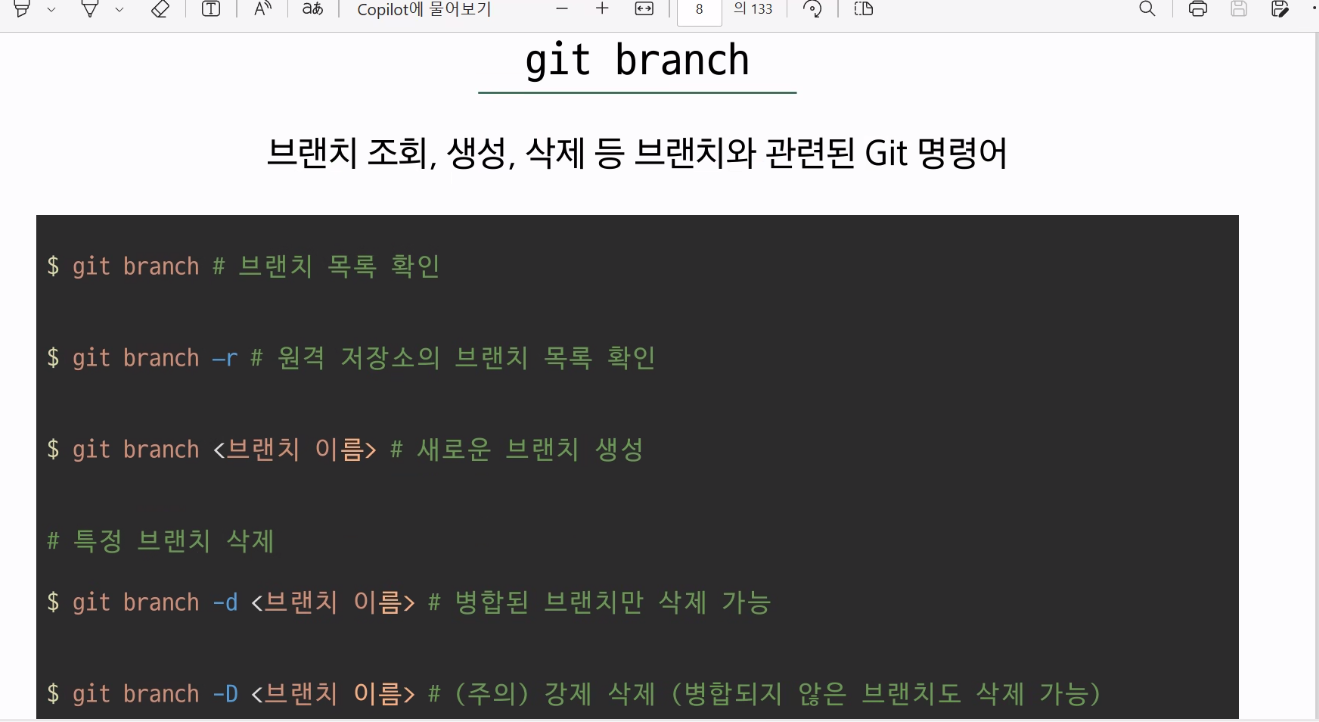 aあ Copilot에 물어보기 8 의 133
git branch
브랜치 조회, 생성, 삭제 등 브랜치와 관련된 Git 명령어
$ git branch # 브랜치 목록 확인
$ git branch –r # 원격 저장소의 브랜치 목록 확인
$ git branch <브랜치 이름> # 새로운 브랜치 생성
# 특정 브랜치 삭제
$ git branch –d <브랜치 이름> # 병합된 브랜치만 삭제 가능
$ git branch –D <브랜치 이름> # (주의) 강제 삭제 (병합되지 않은 브랜치도 삭제 가능)